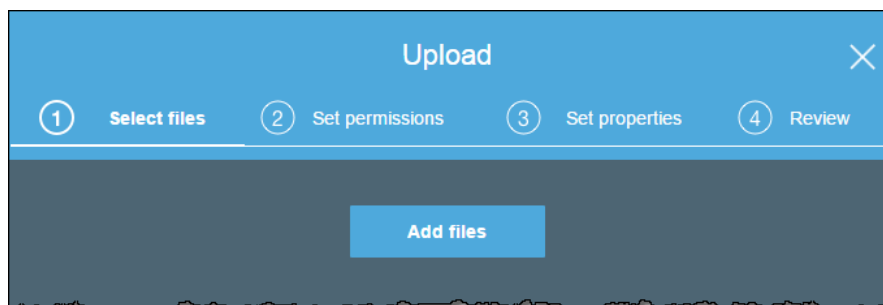 Upload
1 Select files 2 Set permissions 3 Set properties 4 Review
Add files